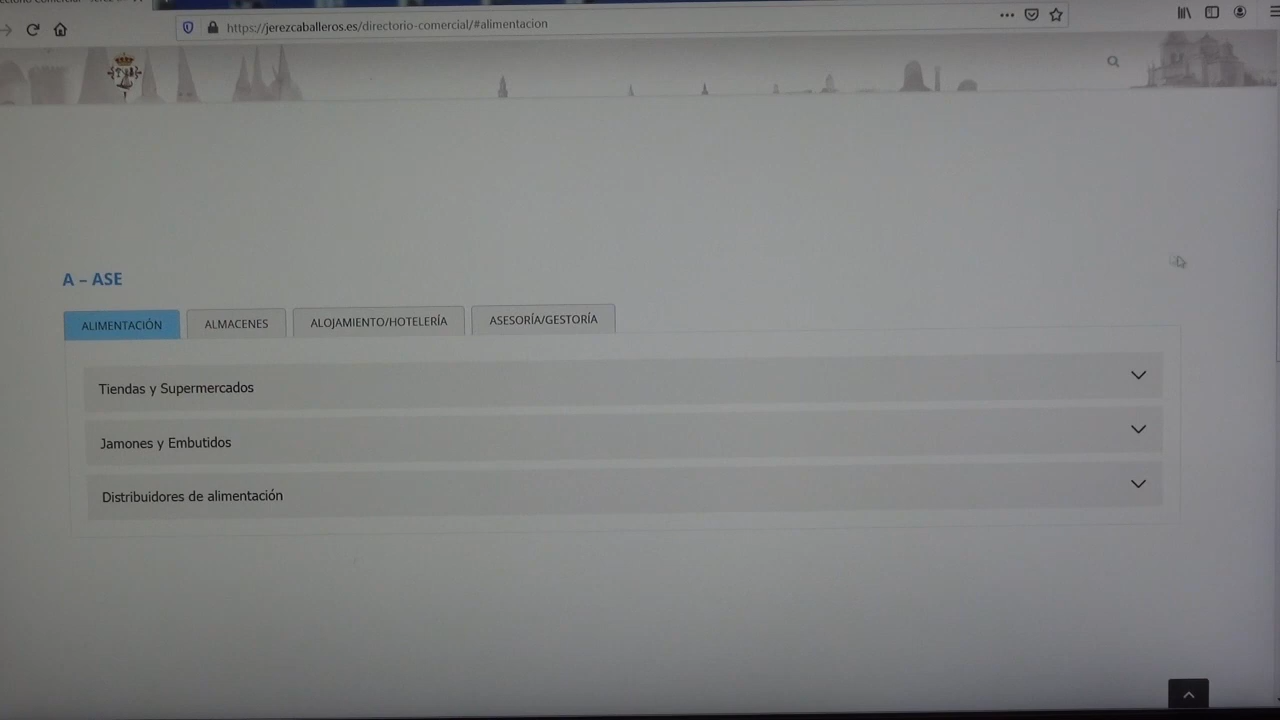 https://jerezcaballeros.es/directorio-comercial/#alimentacion
A – ASE
ALIMENTACIÓN
ALMACENES
ALOJAMIENTO/HOTELERÍA
ASESORÍA/GESTORÍA
Tiendas y Supermercados
Jamones y Embutidos
Distribuidores de alimentación